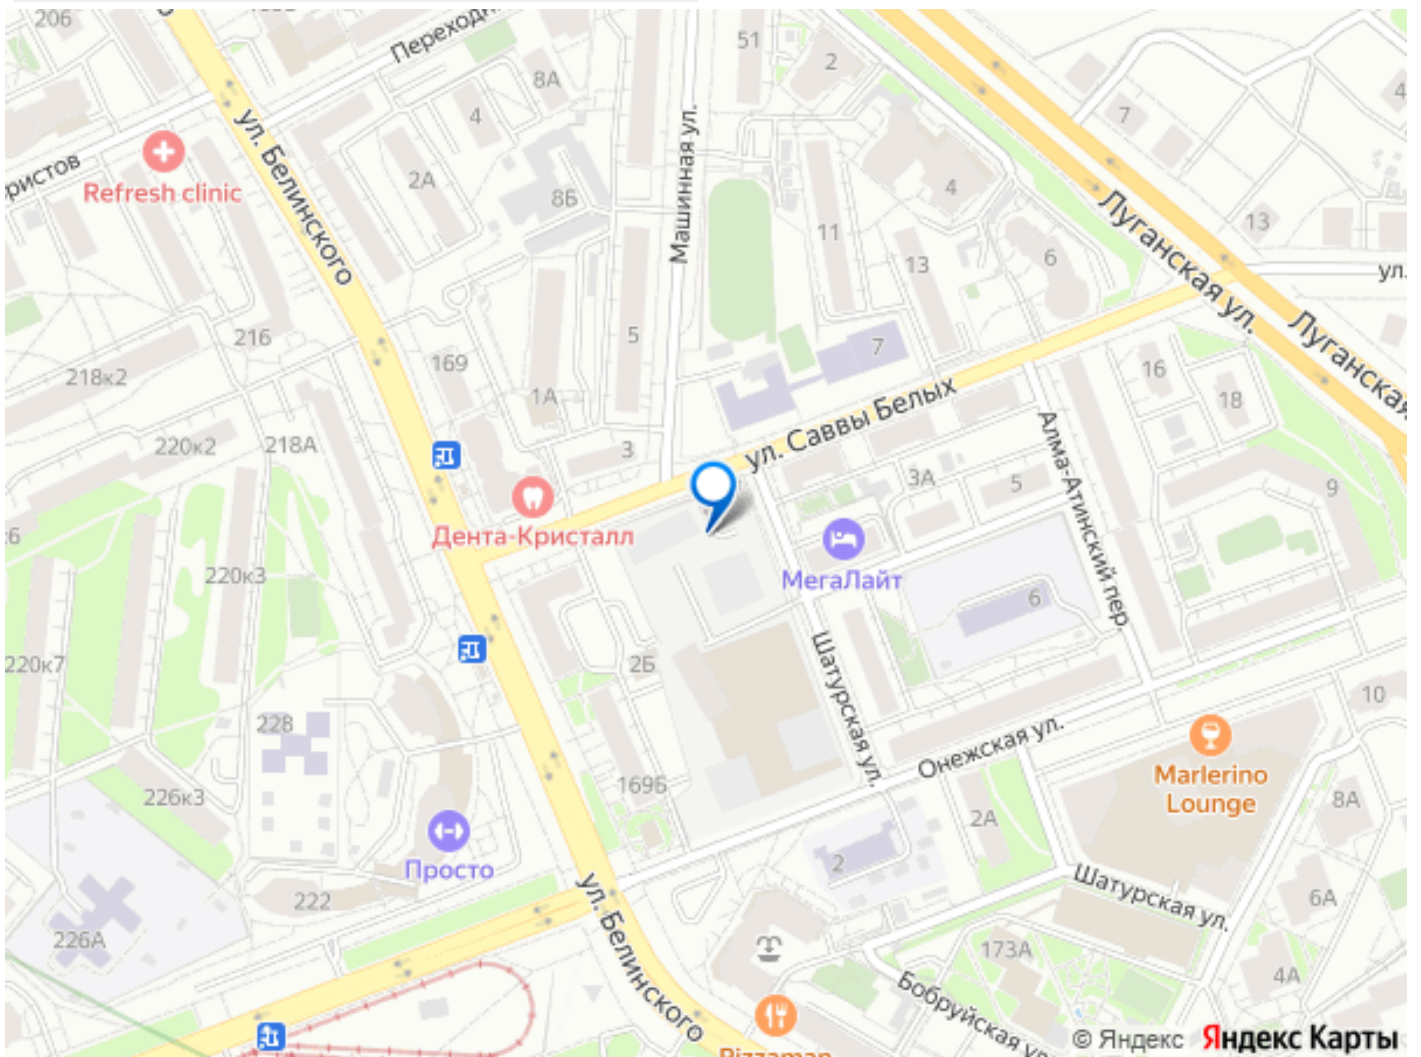 206
Переходн
51
2
8А
4
7
ул. Белинского
Машинная ул.
ристов
Refresh clinic
2А
8Б
4
Луганская ул.
11
13
13
6
ул.
Луганская
216
5
7
218к2
169
16
1А
18
ул. Саввы Белых
Алма-Атинский пер.
220к2
218А
3
3А
5
9
Дента-Кристалл
МегаЛайт
220к3
6
2Б
Шатурская ул.
220к7
10
228
Онежская ул.
Marlerino
Lounge
226к3
169Б
2А
8А
Просто
2
Шатурская ул.
222
ул. Белинского
6А
226А
173А
4А
Бобруйская ул.
Pizzaman
© Яндекс Яндекс Карты